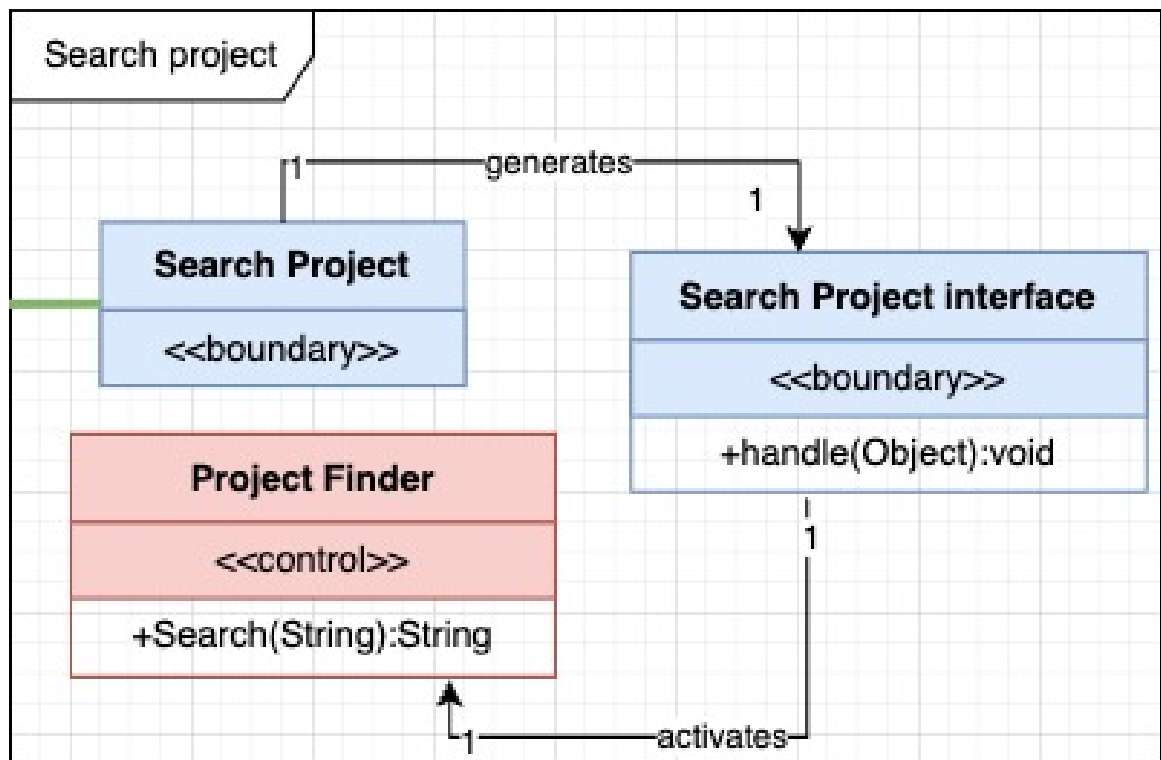 Search project
1
generates
1
Search Project
<<boundary>>
Search Project interface
<<boundary>>
+handle(Object):void
Project Finder
<<control>>
+Search(String):String
1
1
activates